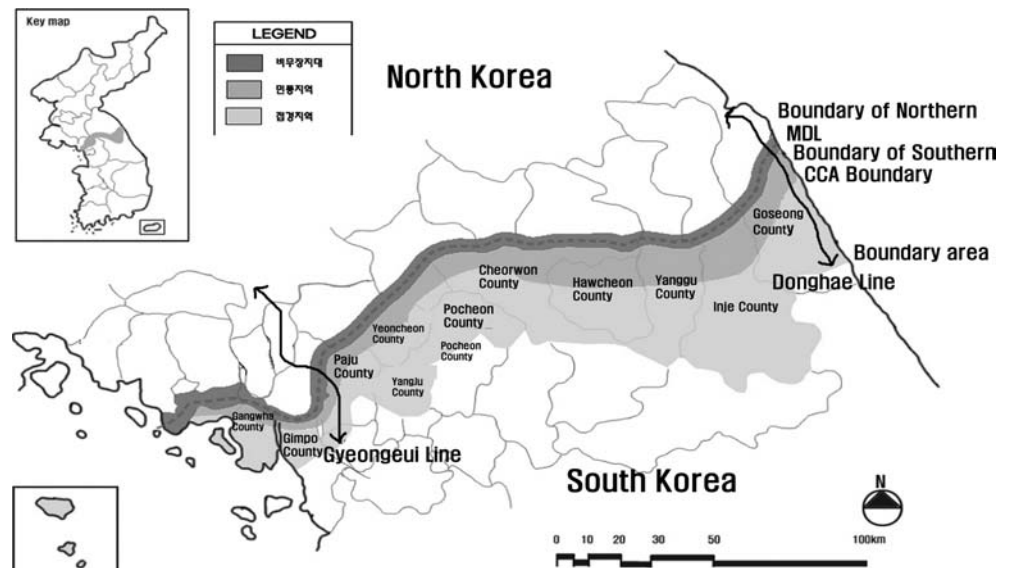 Key map
LEGEND
비무장지대
민통지역
접경지역
North Korea
Boundary of Northern
MDL
Boundary of Southern
CCA Boundary
Goseong
County
Boundary area
Donghae Line
Cheorwon
County
Hawcheon
County
Yanggu
County
Inje County
Pocheon
County
Yeoncheon
County
Pocheon
County
Paju
County
YangJu
County
Gangwha
County
Gimpo
County
Gyeongeui Line
South Korea
N
0 10 20 30 50 100km